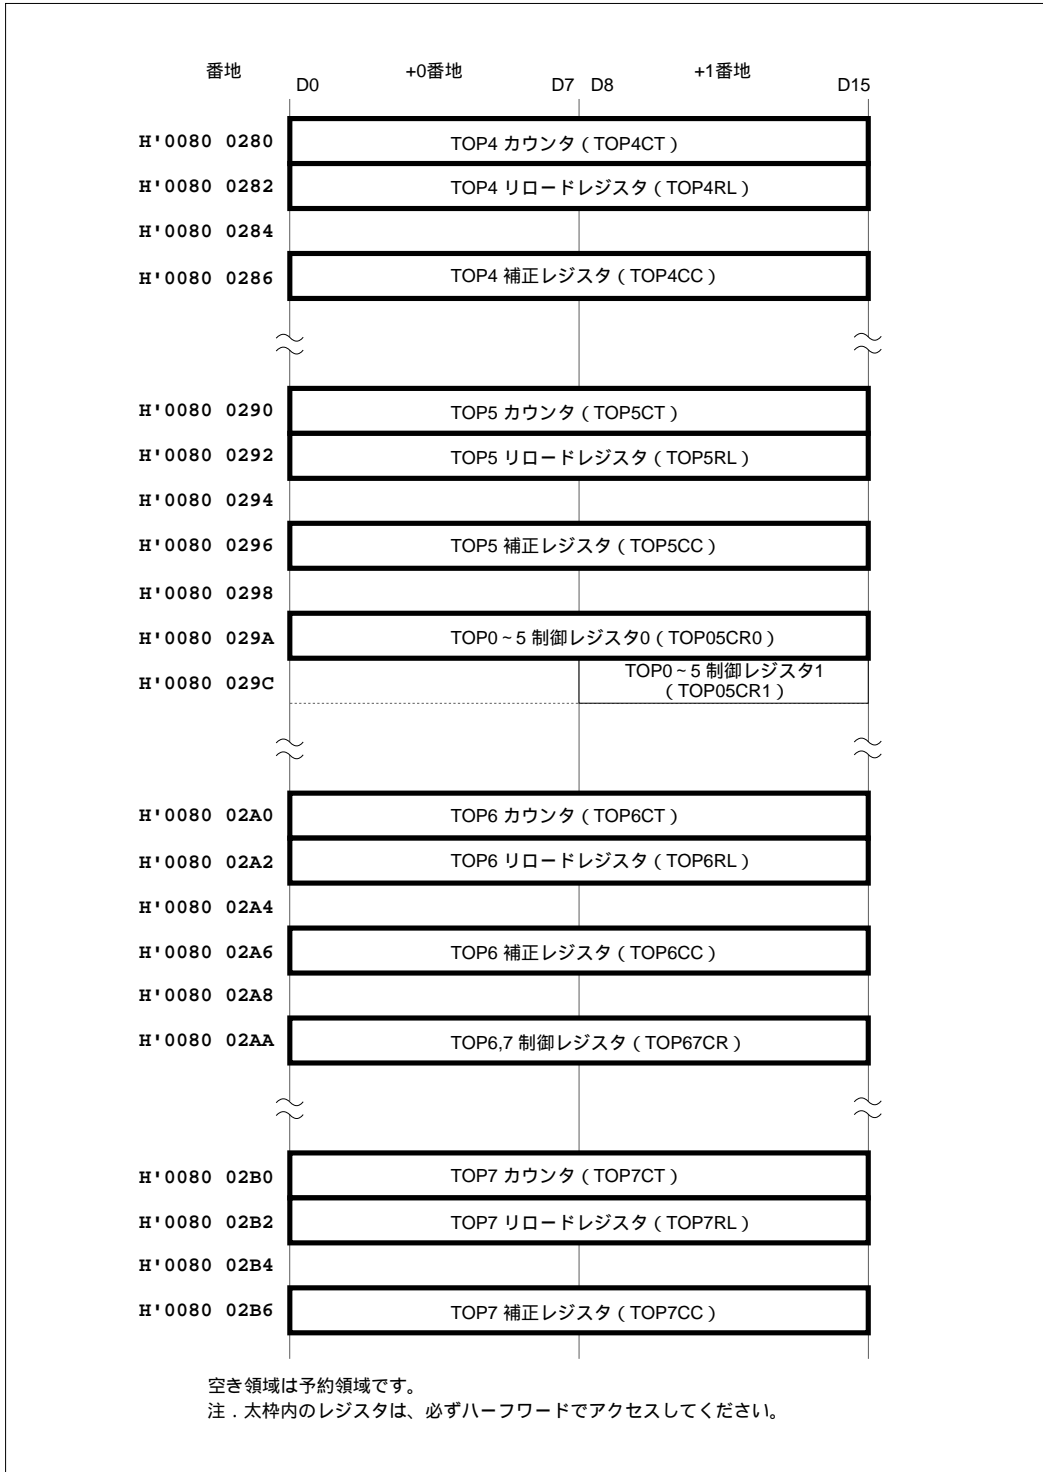 番地 +0番地 +1番地
D0 D7 D8 D15
H'0080 0280 TOP4 カウンタ ( TOP4CT )
H'0080 0282 TOP4 リロードレジスタ ( TOP4RL )
H'0080 0284
H'0080 0286 TOP4 補正レジスタ ( TOP4CC )
H'0080 0290 TOP5 カウンタ ( TOP5CT )
H'0080 0292 TOP5 リロードレジスタ ( TOP5RL )
H'0080 0294
H'0080 0296 TOP5 補正レジスタ ( TOP5CC )
H'0080 0298
H'0080 029A TOP0~5 制御レジスタ0 ( TOP05CR0 )
H'0080 029C TOP0~5 制御レジスタ1
( TOP05CR1 )
H'0080 02A0 TOP6 カウンタ ( TOP6CT )
H'0080 02A2 TOP6 リロードレジスタ ( TOP6RL )
H'0080 02A4
H'0080 02A6 TOP6 補正レジスタ ( TOP6CC )
H'0080 02A8
H'0080 02AA TOP6,7 制御レジスタ ( TOP67CR )
H'0080 02B0 TOP7 カウンタ ( TOP7CT )
H'0080 02B2 TOP7 リロードレジスタ ( TOP7RL )
H'0080 02B4
H'0080 02B6 TOP7 補正レジスタ ( TOP7CC )
空き領域は予約領域です。
注．太枠内のレジスタは、必ずハーフワードでアクセスしてください。